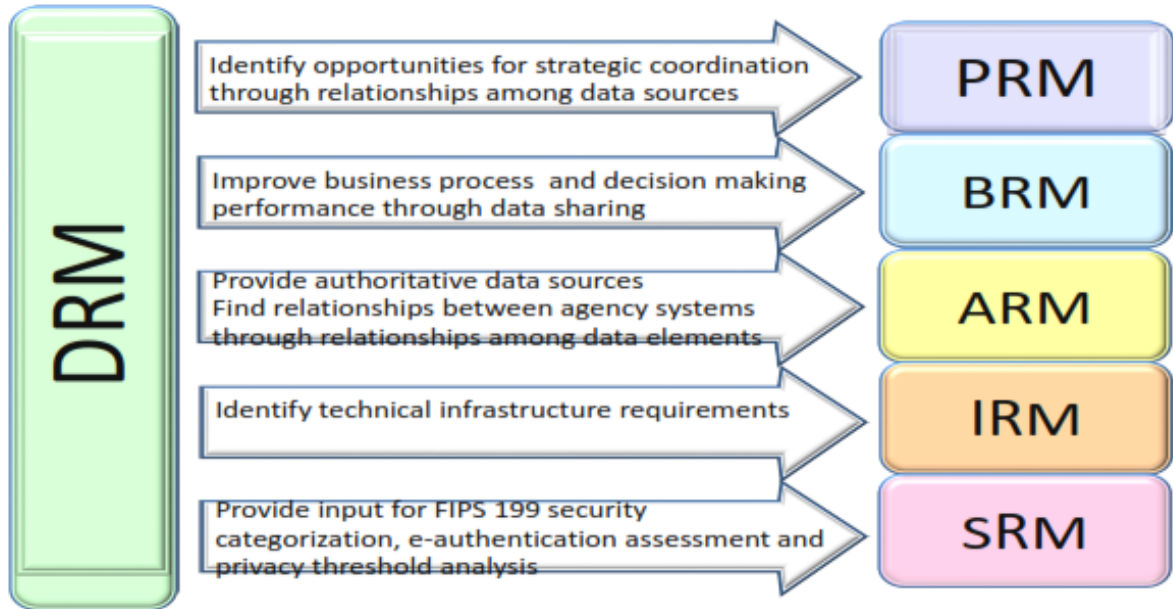 DRM
Identify opportunities for strategic coordination
through relationships among data sources
PRM
Improve business process and decision making
performance through data sharing
BRM
Provide authoritative data sources
Find relationships between agency systems
through relationships among data elements
ARM
Identify technical infrastructure requirements
IRM
Provide input for FIPS 199 security
categorization, e-authentication assessment and
privacy threshold analysis
SRM